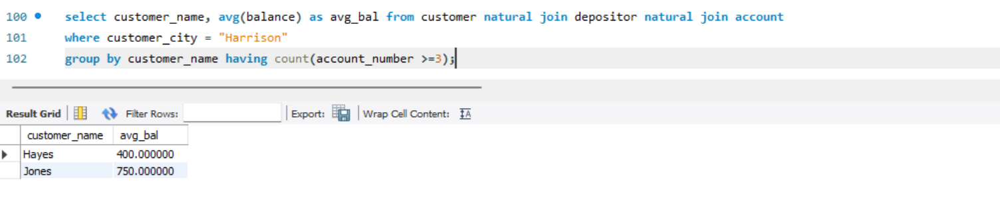 100 select customer_name, avg(balance) as avg_bal from customer natural join depositor natural join account
101 where customer_city = "Harrison"
102 group by customer_name having count(account_number >=3);
Result Grid Filter Rows: Export: Wrap Cell Content: IA
customer_name avg_bal
Hayes 400.000000
Jones 750.000000